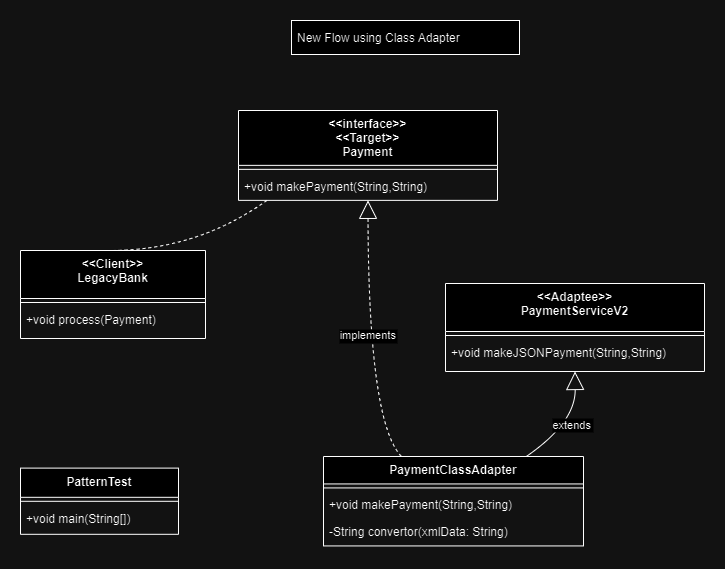 New Flow using Class Adapter
<<interface>>
<<Target>>
Payment
+void makePayment(String,String)
<<Client>>
LegacyBank
+void process(Payment)
<<Adaptee>>
PaymentServiceV2
+void makeJSONPayment(String,String)
implements
extends
PatternTest
+void main(String[])
PaymentClassAdapter
+void makePayment(String,String)
-String convertor(xmlData: String)